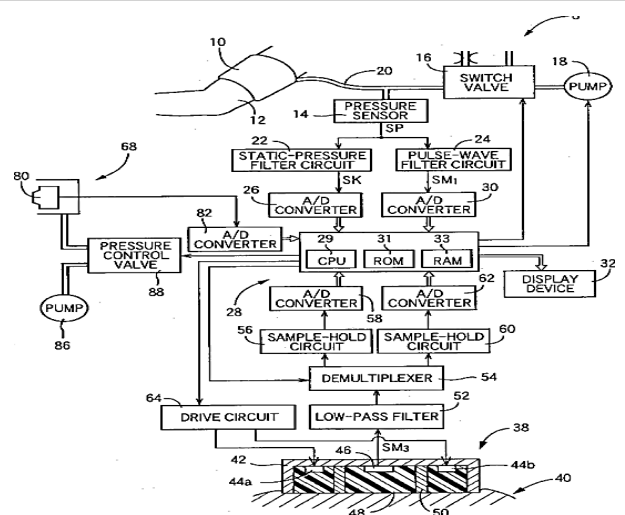 10
16
18
20
SWITCH
VALVE
PUMP
12
14
PRESSURE
SENSOR
SP
22
24
STATIC-PRESSURE
FILTER CIRCUIT
PULSE-WAVE
FILTER CIRCUIT
68
80
SK
SM1
26
A/D
CONVERTER
A/D
CONVERTER
30
82
A/D
CONVERTER
29
CPU
31
ROM
33
RAM
PRESSURE
CONTROL
VALVE
88
DISPLAY
DEVICE
32
28
A/D
CONVERTER
58
A/D
CONVERTER
62
PUMP
86
56
SAMPLE-HOLD
CIRCUIT
SAMPLE-HOLD
CIRCUIT
60
DEMULTIPLEXER
54
64
DRIVE CIRCUIT
LOW-PASS FILTER
52
SM3
38
42
46
44a
44b
40
48
50